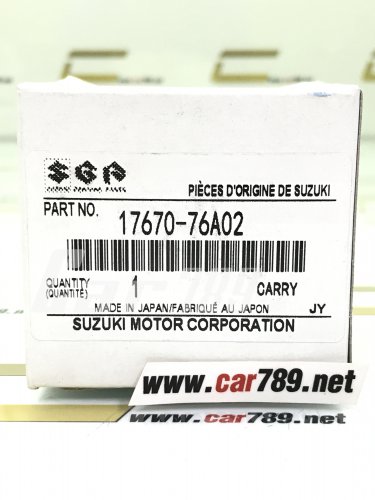 SGP
SUZUKI GENUINE PARTS
PIÈCES D'ORIGINE DE SUZUKI
PART NO. 17670-76A02
QUANTITY 1 CARRY
(QUANTITÉ)
MADE IN JAPAN/FABRIQUÉ AU JAPON JY
SUZUKI MOTOR CORPORATION
www.car789.net
www.car789.net